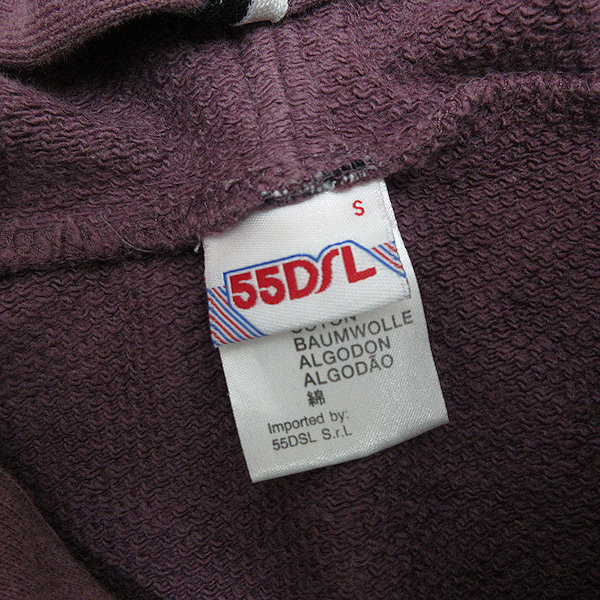 S
55DSL
BAUMWOLLE
ALGODON
ALGODÃO
綿
Imported by:
55DSL S.r.L